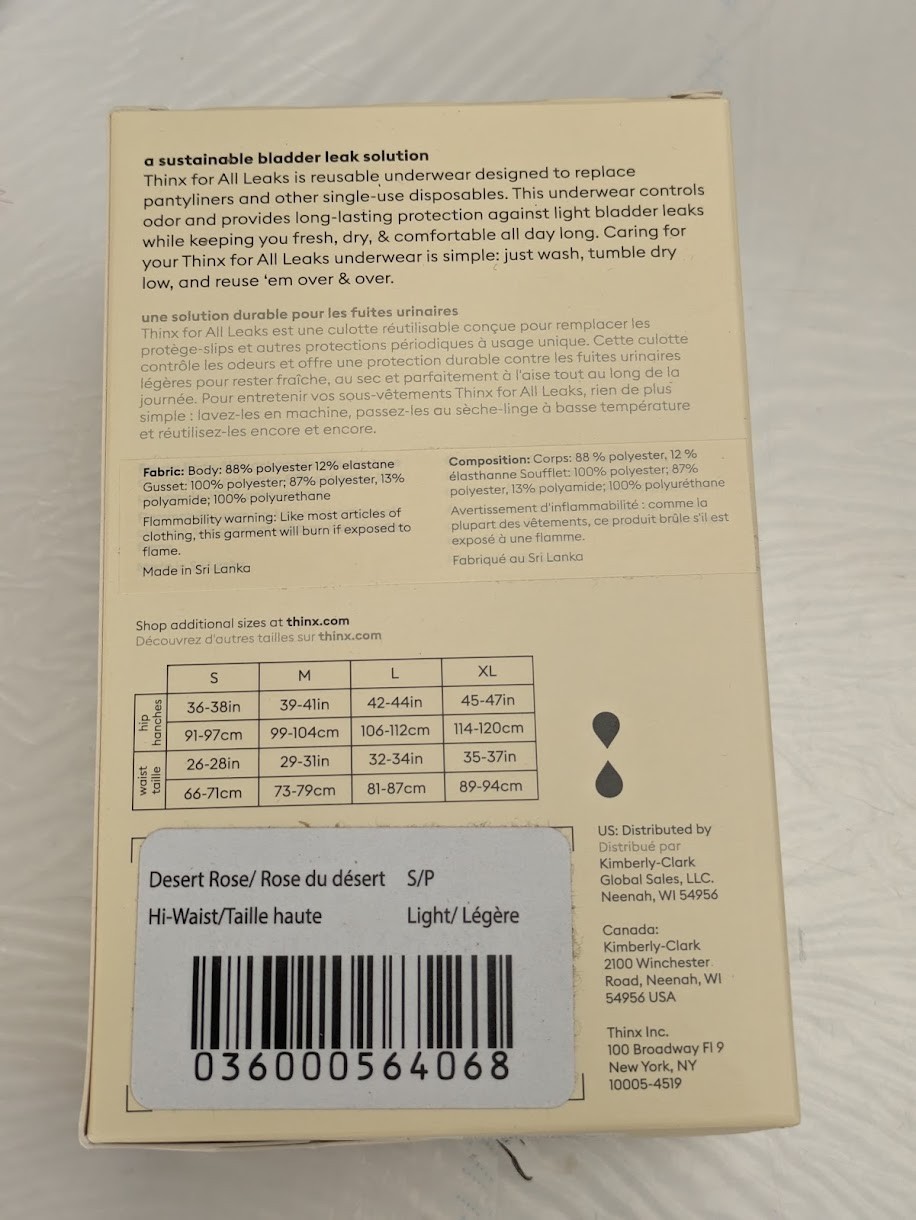 a sustainable bladder leak solution
Thinx for All Leaks is reusable underwear designed to replace
pantyliners and other single-use disposables. This underwear controls
odor and provides long-lasting protection against light bladder leaks
while keeping you fresh, dry, & comfortable all day long. Caring for
your Thinx for All Leaks underwear is simple: just wash, tumble dry
low, and reuse 'em over & over.
une solution durable pour les fuites urinaires
Thinx for All Leaks est une culotte réutilisable conçue pour remplacer les
protège-slips et autres protections périodiques à usage unique. Cette culotte
contrôle les odeurs et offre une protection durable contre les fuites urinaires
légères pour rester fraîche, au sec et parfaitement à l'aise tout au long de la
journée. Pour entretenir vos sous-vêtements Thinx for All Leaks, rien de plus
simple : lavez-les en machine, passez-les au sèche-linge à basse température
et réutilisez-les encore et encore.
Fabric: Body: 88% polyester 12% elastane
Gusset: 100% polyester; 87% polyester, 13%
polyamide; 100% polyurethane
Flammability warning: Like most articles of
clothing, this garment will burn if exposed to
flame.
Made in Sri Lanka
Composition: Corps: 88 % polyester, 12 %
élasthanne Soufflet: 100% polyester; 87%
polyester, 13% polyamide; 100% polyuréthane
Avertissement d'inflammabilité : comme la
plupart des vêtements, ce produit brûle s'il est
exposé à une flamme.
Fabriqué au Sri Lanka
Shop additional sizes at thinx.com
Découvrez d'autres tailles sur thinx.com
S M L XL
hip
hanches
36-38in 39-41in 42-44in 45-47in
91-97cm 99-104cm 106-112cm 114-120cm
waist
taille
26-28in 29-31in 32-34in 35-37in
66-71cm 73-79cm 81-87cm 89-94cm
Desert Rose/ Rose du désert S/P
Hi-Waist/Taille haute Light/ Légère
036000564068
US: Distributed by
Distribué par
Kimberly-Clark
Global Sales, LLC.
Neenah, WI 54956
Canada:
Kimberly-Clark
2100 Winchester
Road, Neenah, WI
54956 USA
Thinx Inc.
100 Broadway Fl 9
New York, NY
10005-4519